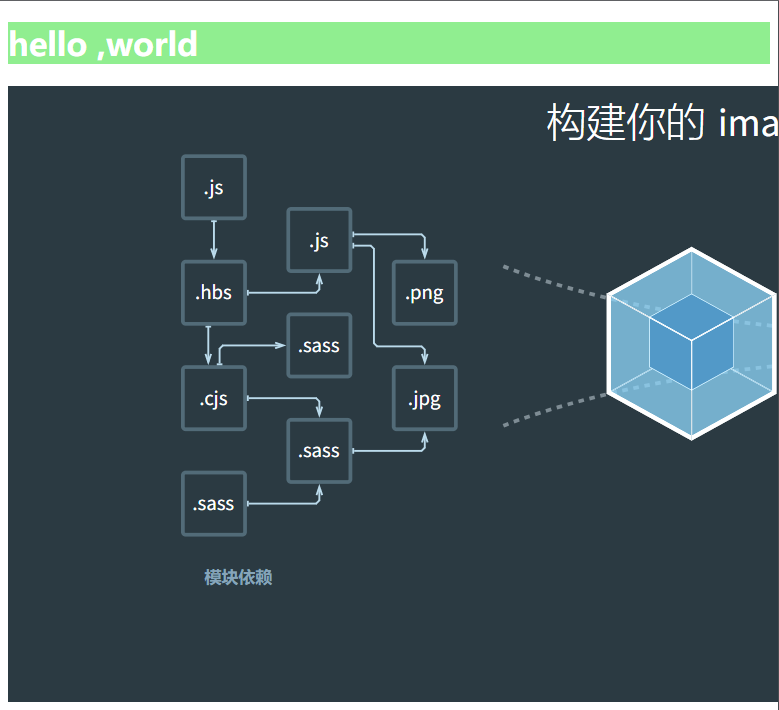 hello ,world
构建你的 ima
.js
.js
.hbs
.png
.sass
.cjs
.jpg
.sass
.sass
模块依赖